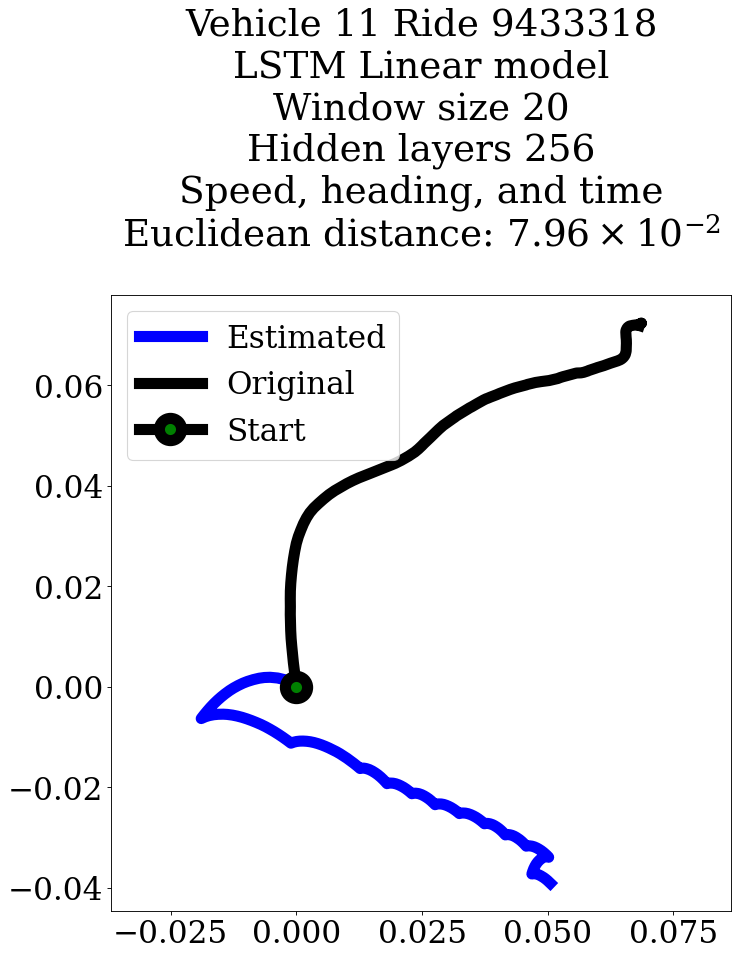 Vehicle 11 Ride 9433318
LSTM Linear model
Window size 20
Hidden layers 256
Speed, heading, and time
Euclidean distance: 7.96 × 10⁻²
Estimated
Original
Start
0.06
0.04
0.02
0.00
−0.02
−0.04
−0.025 0.000 0.025 0.050 0.075